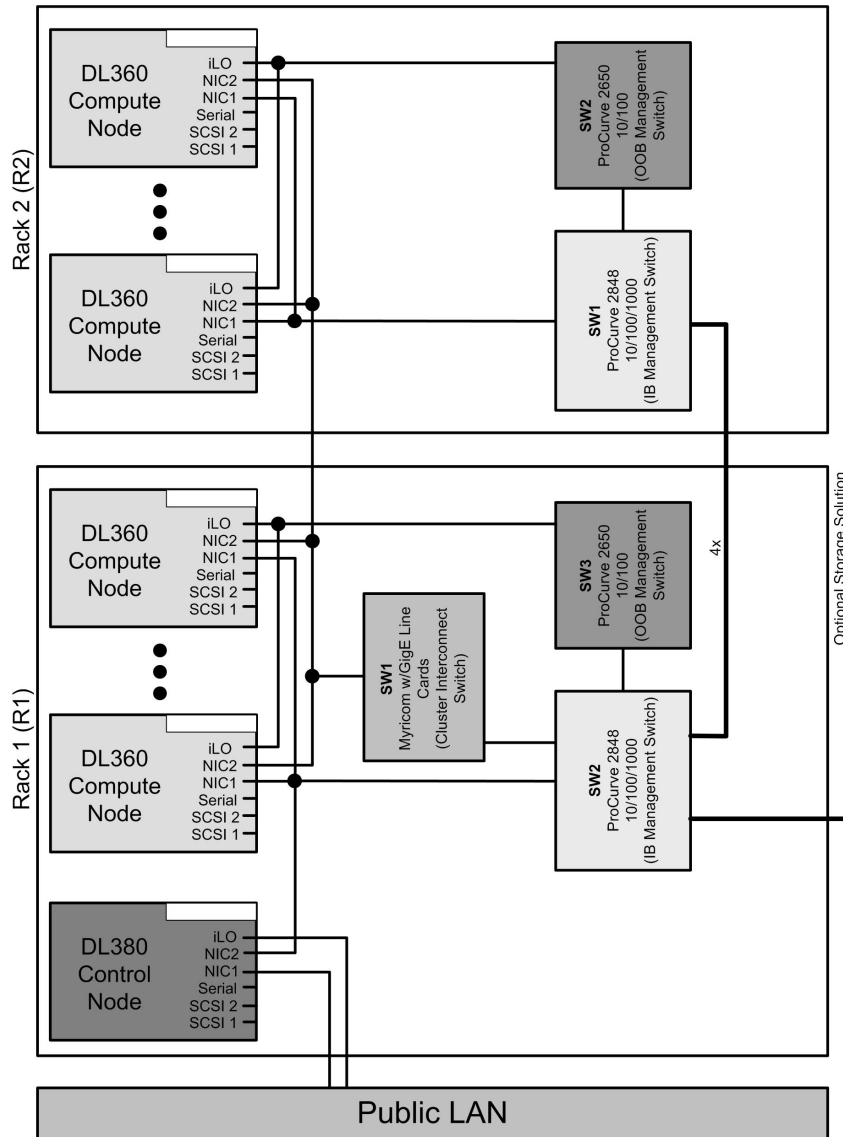 Rack 2 (R2)
DL360
Compute
Node
iLO
NIC2
NIC1
Serial
SCSI 2
SCSI 1
DL360
Compute
Node
iLO
NIC2
NIC1
Serial
SCSI 2
SCSI 1
SW2
ProCurve 2650
10/100
(OOB Management
Switch)
SW1
ProCurve 2848
10/100/1000
(IB Management Switch)
Rack 1 (R1)
DL360
Compute
Node
iLO
NIC2
NIC1
Serial
SCSI 2
SCSI 1
DL360
Compute
Node
iLO
NIC2
NIC1
Serial
SCSI 2
SCSI 1
SW1
Myricom w/GigE Line
Cards
(Cluster Interconnect
Switch)
SW3
ProCurve 2650
10/100
(OOB Management
Switch)
SW2
ProCurve 2848
10/100/1000
(IB Management Switch)
4x
Optional Storage Solution
DL380
Control
Node
iLO
NIC2
NIC1
Serial
SCSI 2
SCSI 1
Public LAN